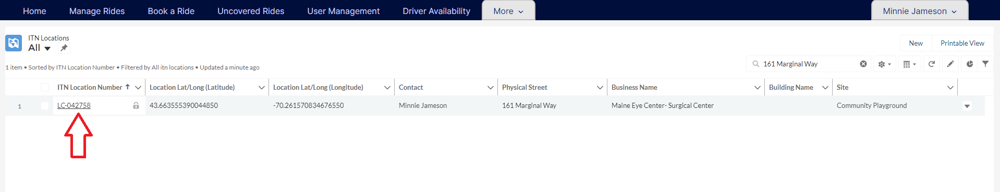 Home Manage Rides Book a Ride Uncovered Rides User Management Driver Availability More Minnie Jameson
ITN Locations
All
New Printable View
1 item • Sorted by ITN Location Number • Filtered by All itn locations • Updated a minute ago
161 Marginal Way
ITN Location Number Location Lat/Long (Latitude) Location Lat/Long (Longitude) Contact Physical Street Business Name Building Name Site
1 LC-042758 43.663555390044850 -70.261570834676550 Minnie Jameson 161 Marginal Way Maine Eye Center- Surgical Center Community Playground